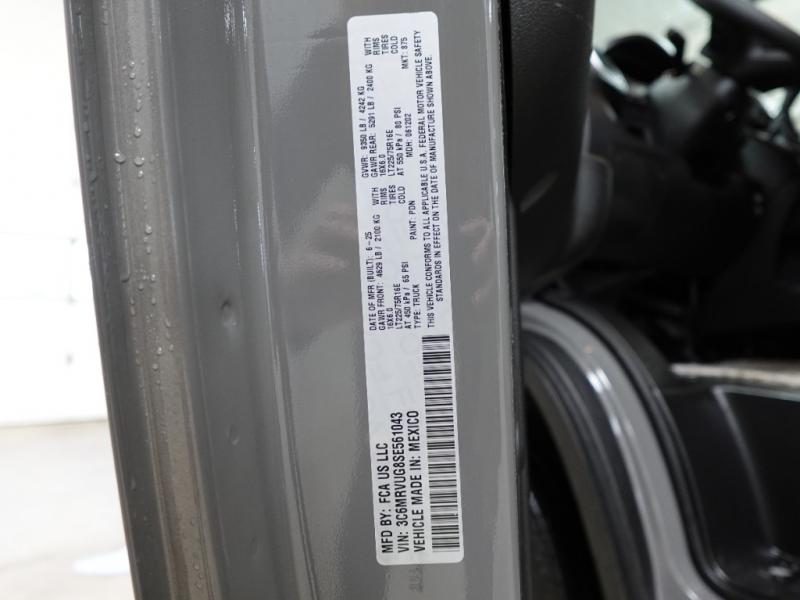 MFD BY: FCA US LLC
VIN: 3C6MRVUG8SE561043
VEHICLE MADE IN: MEXICO
DATE OF MFR (BUILT): 6-25
GVWR: 9350 LB / 4242 KG
GAWR FRONT: 4629 LB / 2100 KG WITH
GAWR REAR: 5291 LB / 2400 KG WITH
16X6.0 RIMS
16X6.0 RIMS
LT225/75R16E TIRES
LT225/75R16E TIRES
AT 450 kPa / 65 PSI COLD
AT 550 kPa / 80 PSI COLD
TYPE: TRUCK PAINT: PDN MDH: 061202 MKT: 875
THIS VEHICLE CONFORMS TO ALL APPLICABLE U.S.A. FEDERAL MOTOR VEHICLE SAFETY
STANDARDS IN EFFECT ON THE DATE OF MANUFACTURE SHOWN ABOVE.